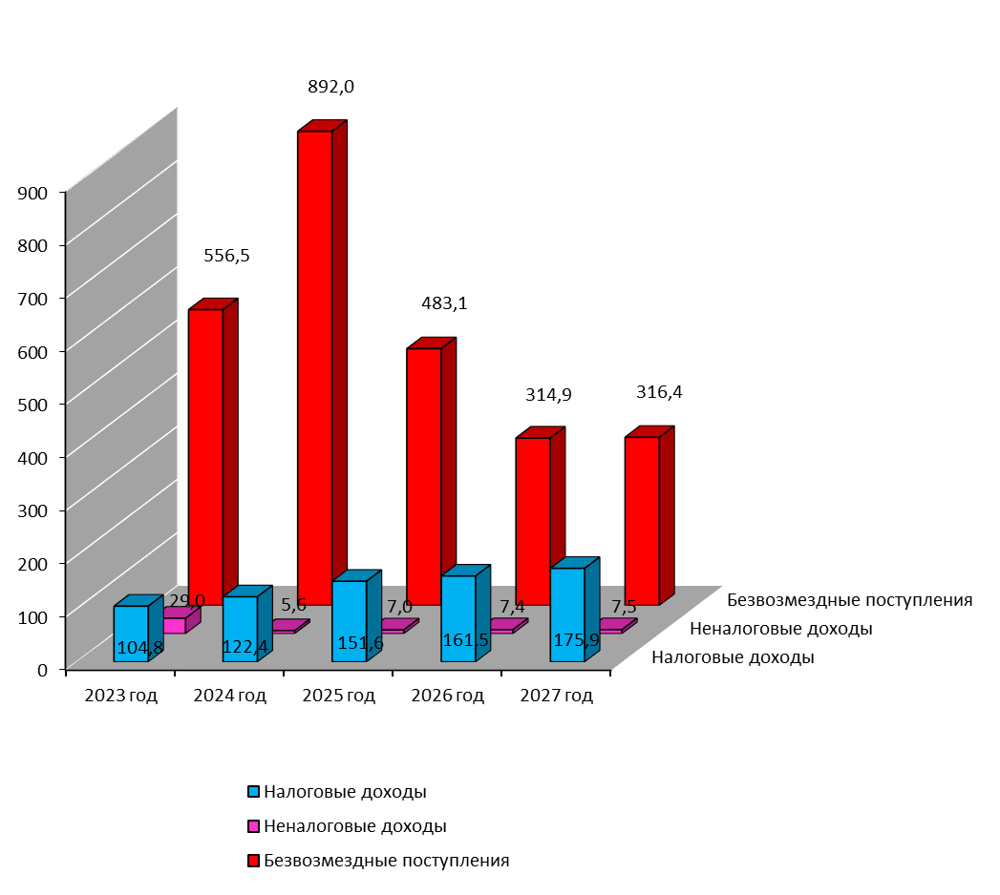 892,0
900
800
556,5
700
483,1
600
500
314,9
316,4
400
300
200
29,0
5,6
7,0
7,4
7,5
Безвозмездные поступления
100
Неналоговые доходы
104,8
122,4
151,6
161,5
175,9
Налоговые доходы
0
2023 год
2024 год
2025 год
2026 год
2027 год
Налоговые доходы
Неналоговые доходы
Безвозмездные поступления